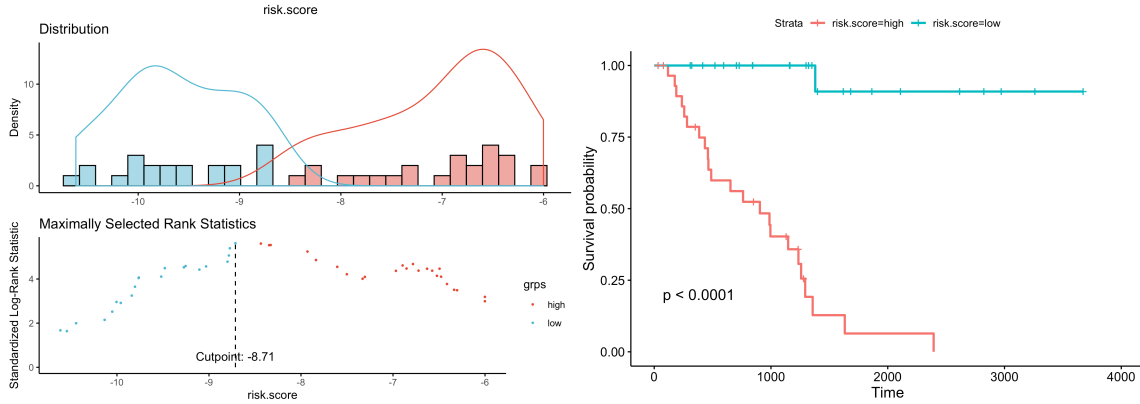 risk.score
Distribution
Density
10
5
0
-10
-9
-8
-7
-6
Maximally Selected Rank Statistics
Standardized Log-Rank Statistic
4
2
0
Cutpoint: -8.71
-10
-9
-8
-7
-6
risk.score
grps
high
low
Strata risk.score=high risk.score=low
Survival probability
1.00
0.75
0.50
0.25
0.00
p < 0.0001
0
1000
2000
3000
4000
Time